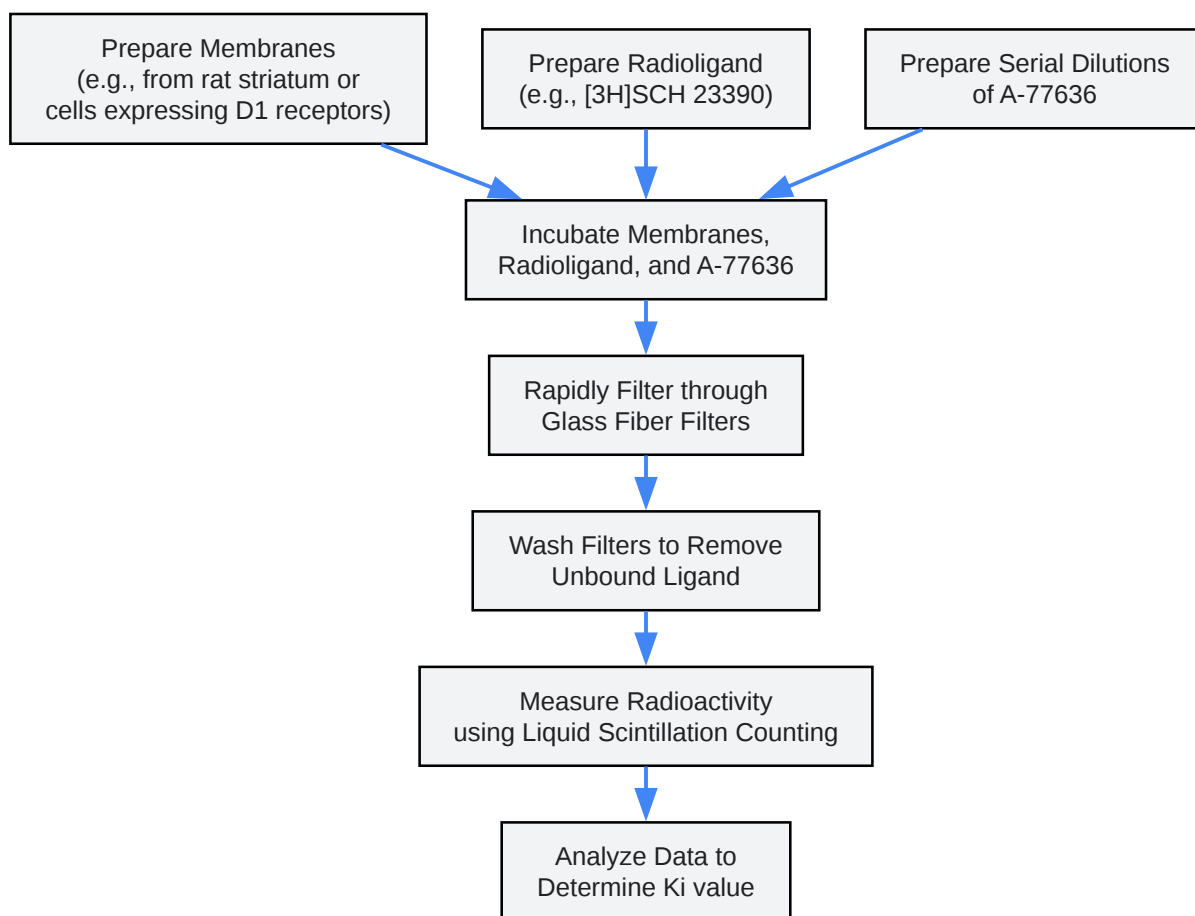 Prepare Membranes
(e.g., from rat striatum or
cells expressing D1 receptors)
Prepare Radioligand
(e.g., [3H]SCH 23390)
Prepare Serial Dilutions
of A-77636
Incubate Membranes,
Radioligand, and A-77636
Rapidly Filter through
Glass Fiber Filters
Wash Filters to Remove
Unbound Ligand
Measure Radioactivity
using Liquid Scintillation Counting
Analyze Data to
Determine Ki value